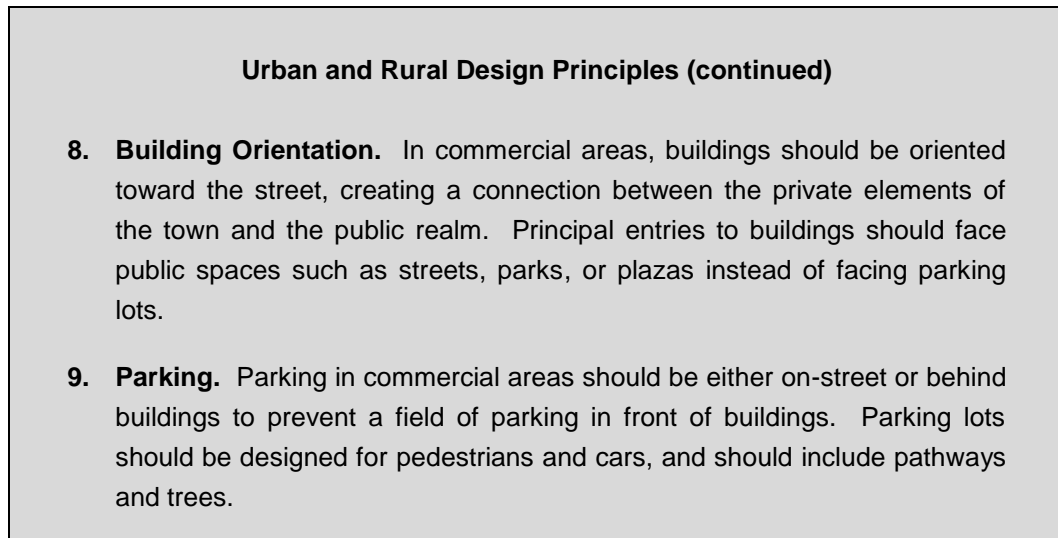 Urban and Rural Design Principles (continued)
8. Building Orientation. In commercial areas, buildings should be oriented
toward the street, creating a connection between the private elements of
the town and the public realm. Principal entries to buildings should face
public spaces such as streets, parks, or plazas instead of facing parking
lots.
9. Parking. Parking in commercial areas should be either on-street or behind
buildings to prevent a field of parking in front of buildings. Parking lots
should be designed for pedestrians and cars, and should include pathways
and trees.